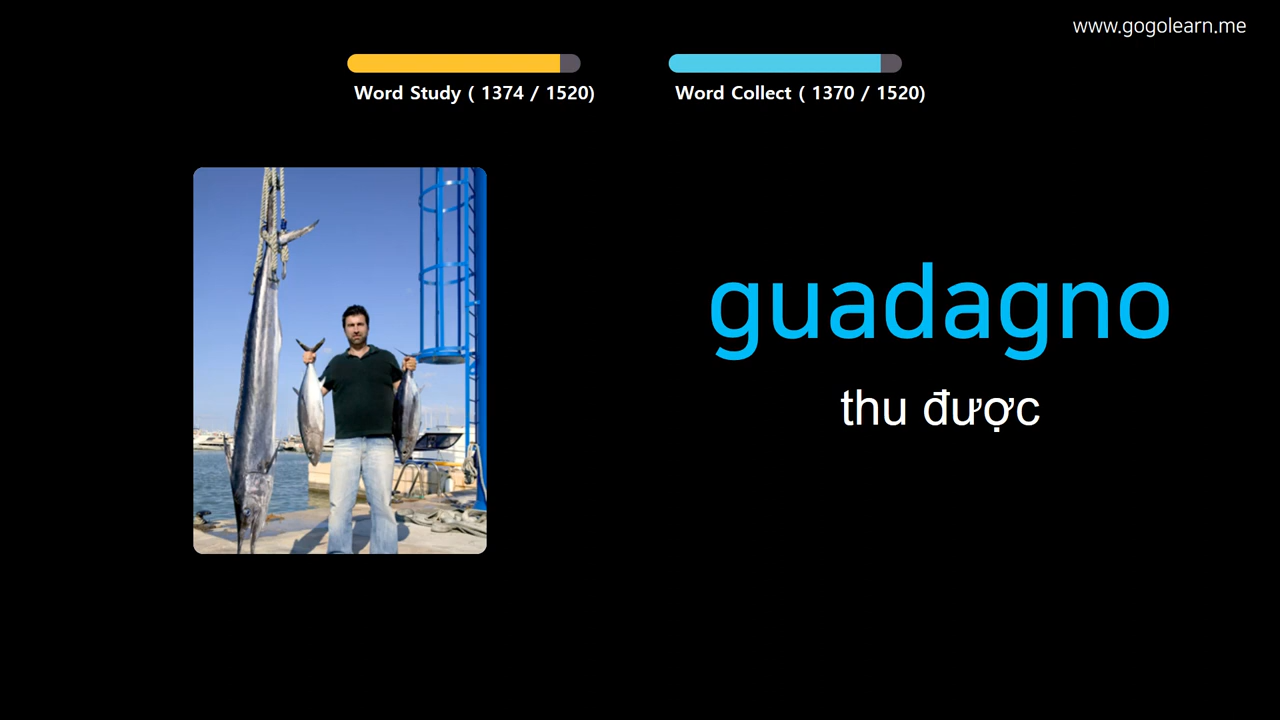 www.gogolearn.me
Word Study ( 1374 / 1520)
Word Collect ( 1370 / 1520)
guadagno
thu được